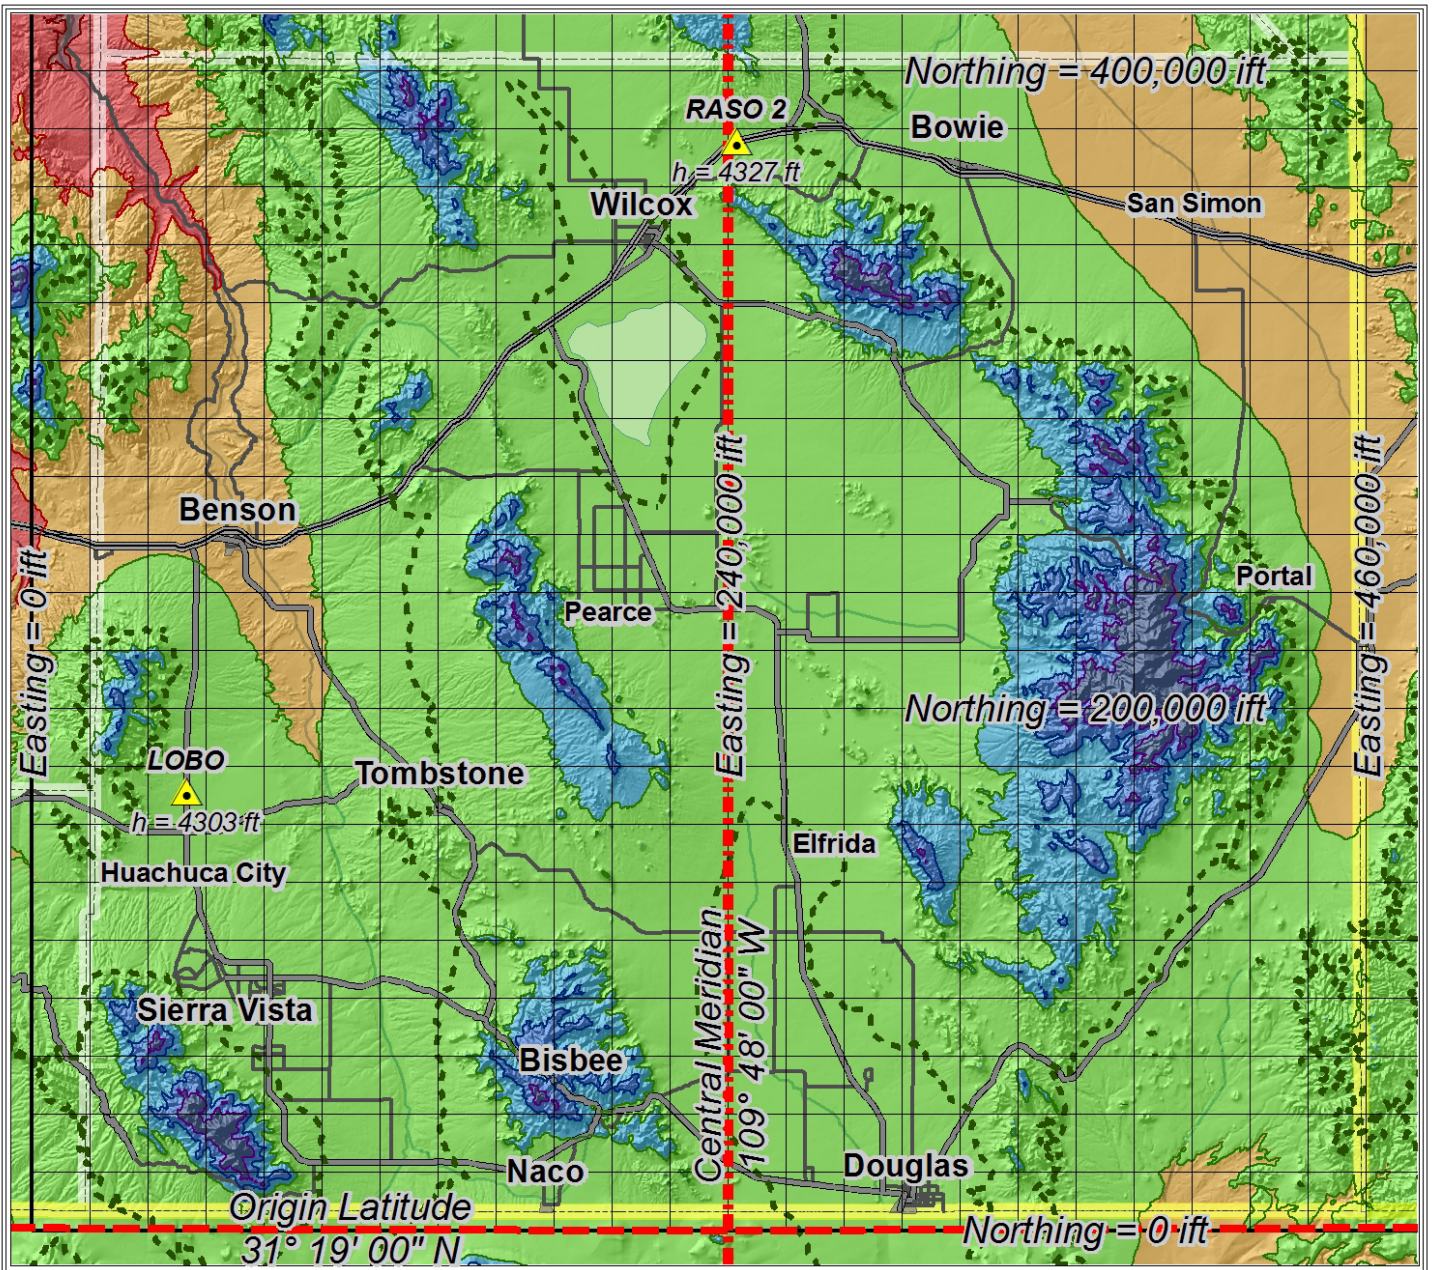 Northing = 400,000 ift
RASO 2
Bowie
h = 4327 ft
Wilcox
San Simon
Benson
Easting = 0 ift
Easting = 240,000 ift
Easting = 460,000 ift
Portal
Pearce
Northing = 200,000 ift
LOBO
Tombstone
h = 4303 ft
Elfrida
Huachuca City
Sierra Vista
Central Meridian
109° 48' 00" W
Bisbee
Naco
Douglas
Origin Latitude
31° 19' 00" N
Northing = 0 ift